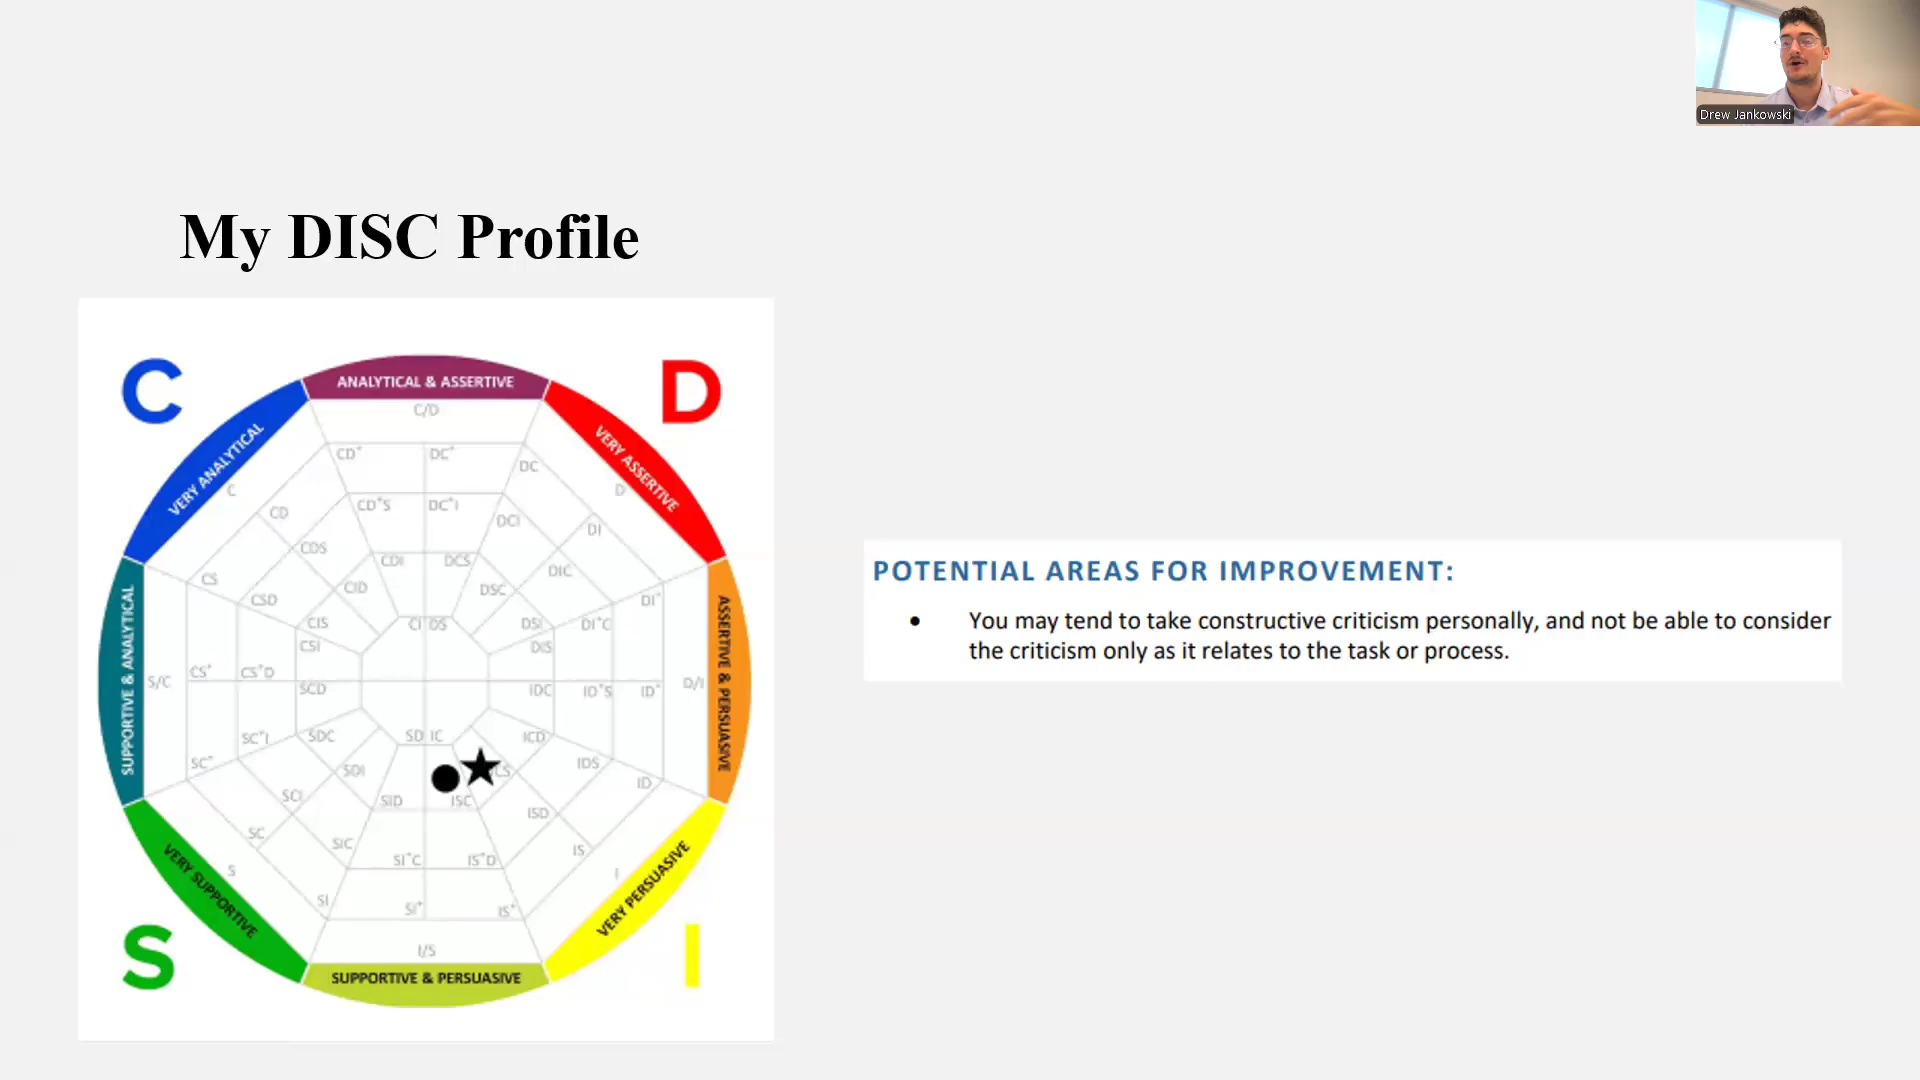 Drew Jankowski
My DISC Profile
C
D
ANALYTICAL & ASSERTIVE
VERY ANALYTICAL
VERY ASSERTIVE
SUPPORTIVE & ANALYTICAL
ASSERTIVE & PERSUASIVE
C/D
CD+
DC+
DC
C
D
CD
CD+S
DC+I
DCI
DI
CDS
CDI
DCS
DIC
CS
CSD
CID
DSC
DI+
CIS
CI
DS
DSI
DI+C
CSI
DIS
S/C
CS+
CS+D
SCD
IDC
ID+S
ID+
D/I
SC+
SC+I
SDC
SD
IC
ICD
IDS
SDI
ID
SCI
SID
ISC
ISD
SC
SIC
SI+C
IS+D
IS
S
I
SI
SI+
IS+
I/S
VERY SUPPORTIVE
VERY PERSUASIVE
SUPPORTIVE & PERSUASIVE
S
I
POTENTIAL AREAS FOR IMPROVEMENT:
• You may tend to take constructive criticism personally, and not be able to consider
the criticism only as it relates to the task or process.